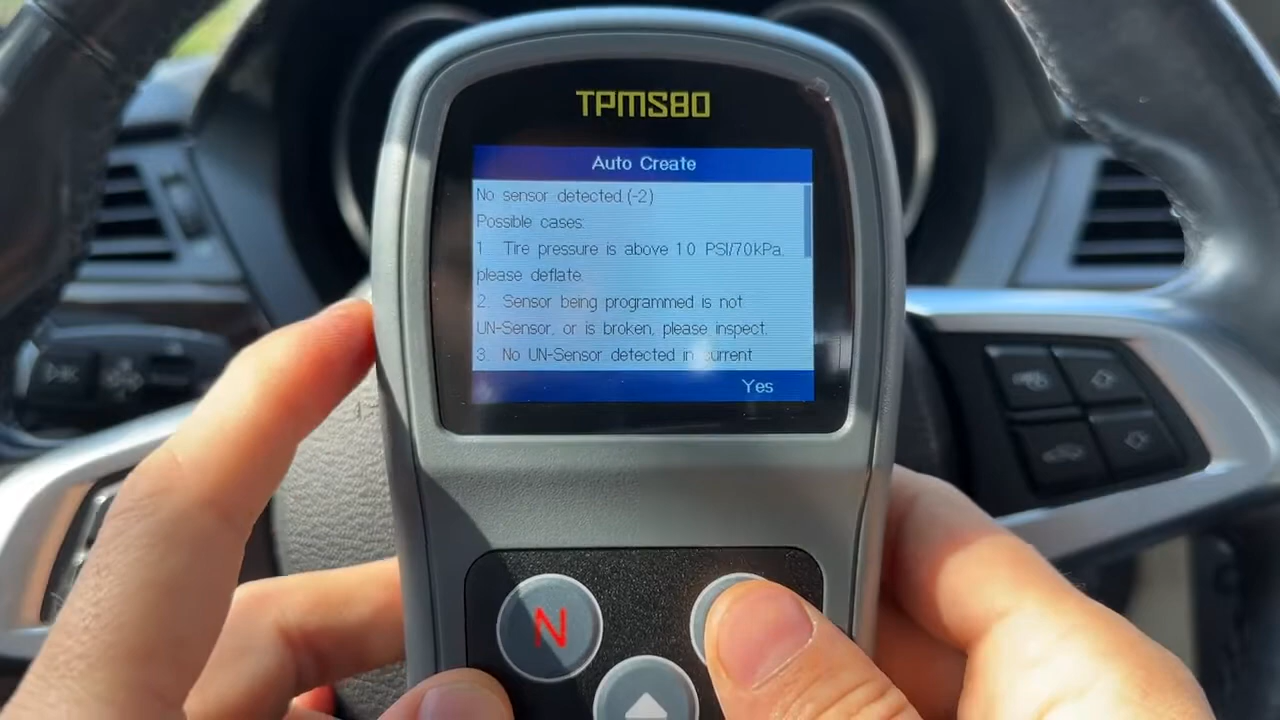 TPMS80
Auto Create
No sensor detected.(-2)
Possible cases:
1. Tire pressure is above 10 PSI/70kPa,
please deflate.
2. Sensor being programmed is not
UN-Sensor, or is broken, please inspect.
3. No UN-Sensor detected in current
Yes
N